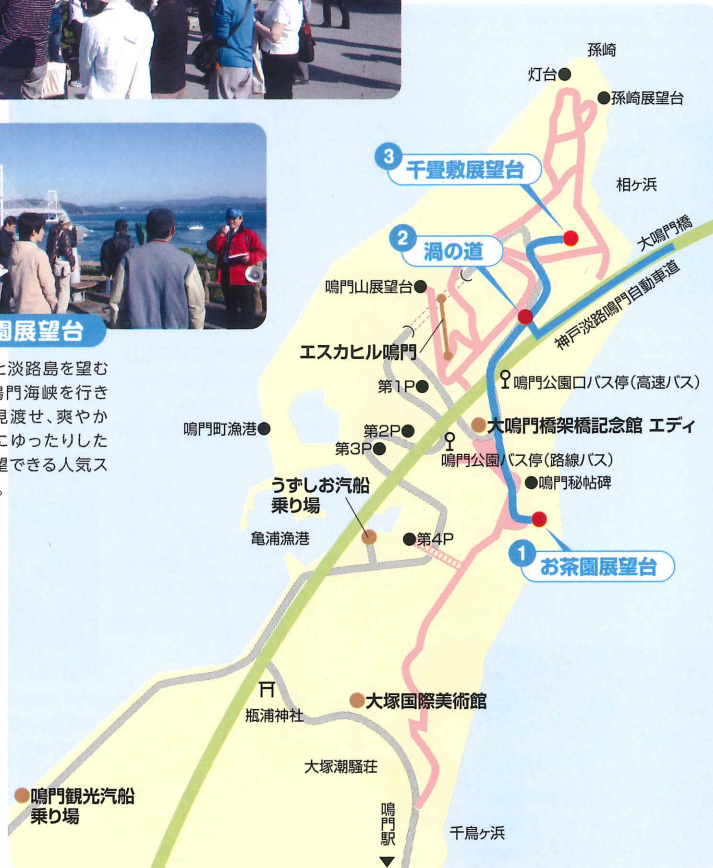 孫崎
灯台
孫崎展望台
3 千畳敷展望台
相ヶ浜
2 渦の道
大鳴門橋
神戸淡路鳴門自動車道
鳴門山展望台
エスカヒル鳴門
第1P
鳴門公園口バス停(高速バス)
鳴門町漁港
第2P
大鳴門橋架橋記念館 エディ
第3P
鳴門公園バス停(路線バス)
鳴門秘帖碑
うずしお汽船
乗り場
亀浦漁港
第4P
1 お茶園展望台
瓶浦神社
大塚国際美術館
大塚潮騒荘
鳴門観光汽船
乗り場
鳴門駅
千鳥ヶ浜
園展望台
と淡路島を望む
鳴門海峡を行き
見渡せ、爽やか
にゆったりした
望できる人気ス
。